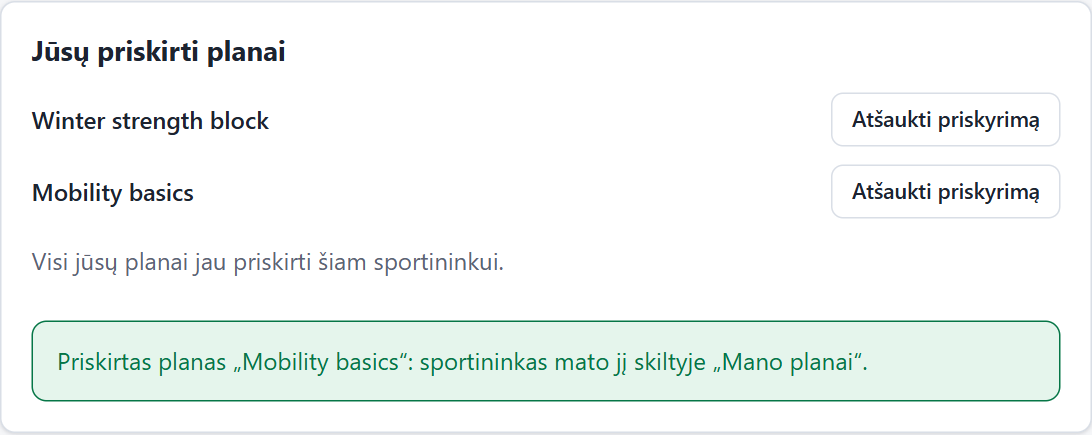 Jūsų priskirti planai
Winter strength block
Atšaukti priskyrimą
Mobility basics
Atšaukti priskyrimą
Visi jūsų planai jau priskirti šiam sportininkui.
Priskirtas planas „Mobility basics“: sportininkas mato jį skiltyje „Mano planai“.